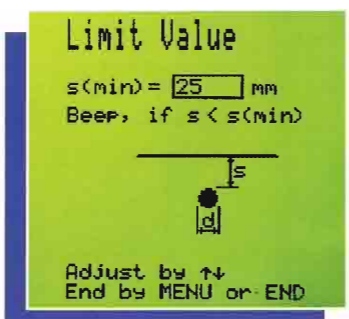 Limit Value
s(min)= 25 mm
Beep, if s<s(min)
s
d
Adjust by ↑↓
End by MENU or END